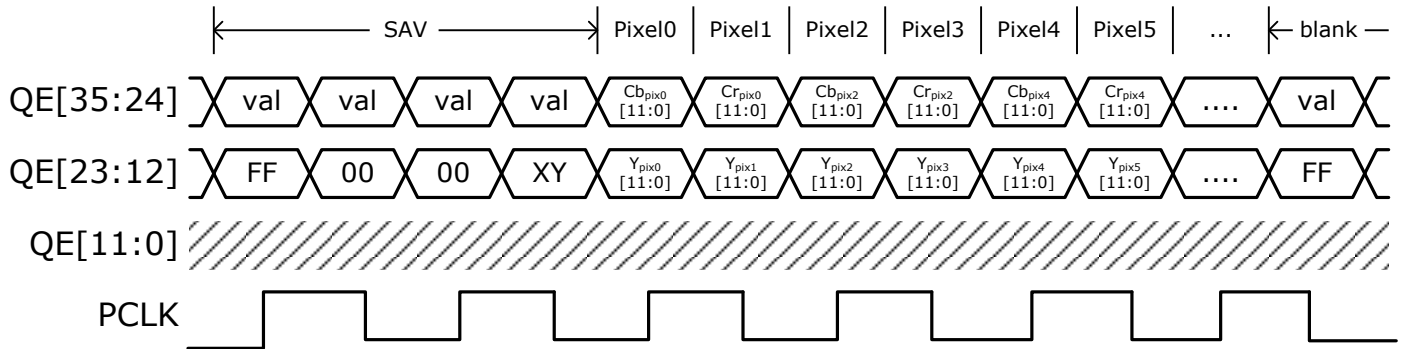 SAV Pixel0 Pixel1 Pixel2 Pixel3 Pixel4 Pixel5 ... blank
QE[35:24] val val val val Cbpix0 [11:0] Crpix0 [11:0] Cbpix2 [11:0] Crpix2 [11:0] Cbpix4 [11:0] Crpix4 [11:0] .... val
QE[23:12] FF 00 00 XY Ypix0 [11:0] Ypix1 [11:0] Ypix2 [11:0] Ypix3 [11:0] Ypix4 [11:0] Ypix5 [11:0] .... FF
QE[11:0]
PCLK